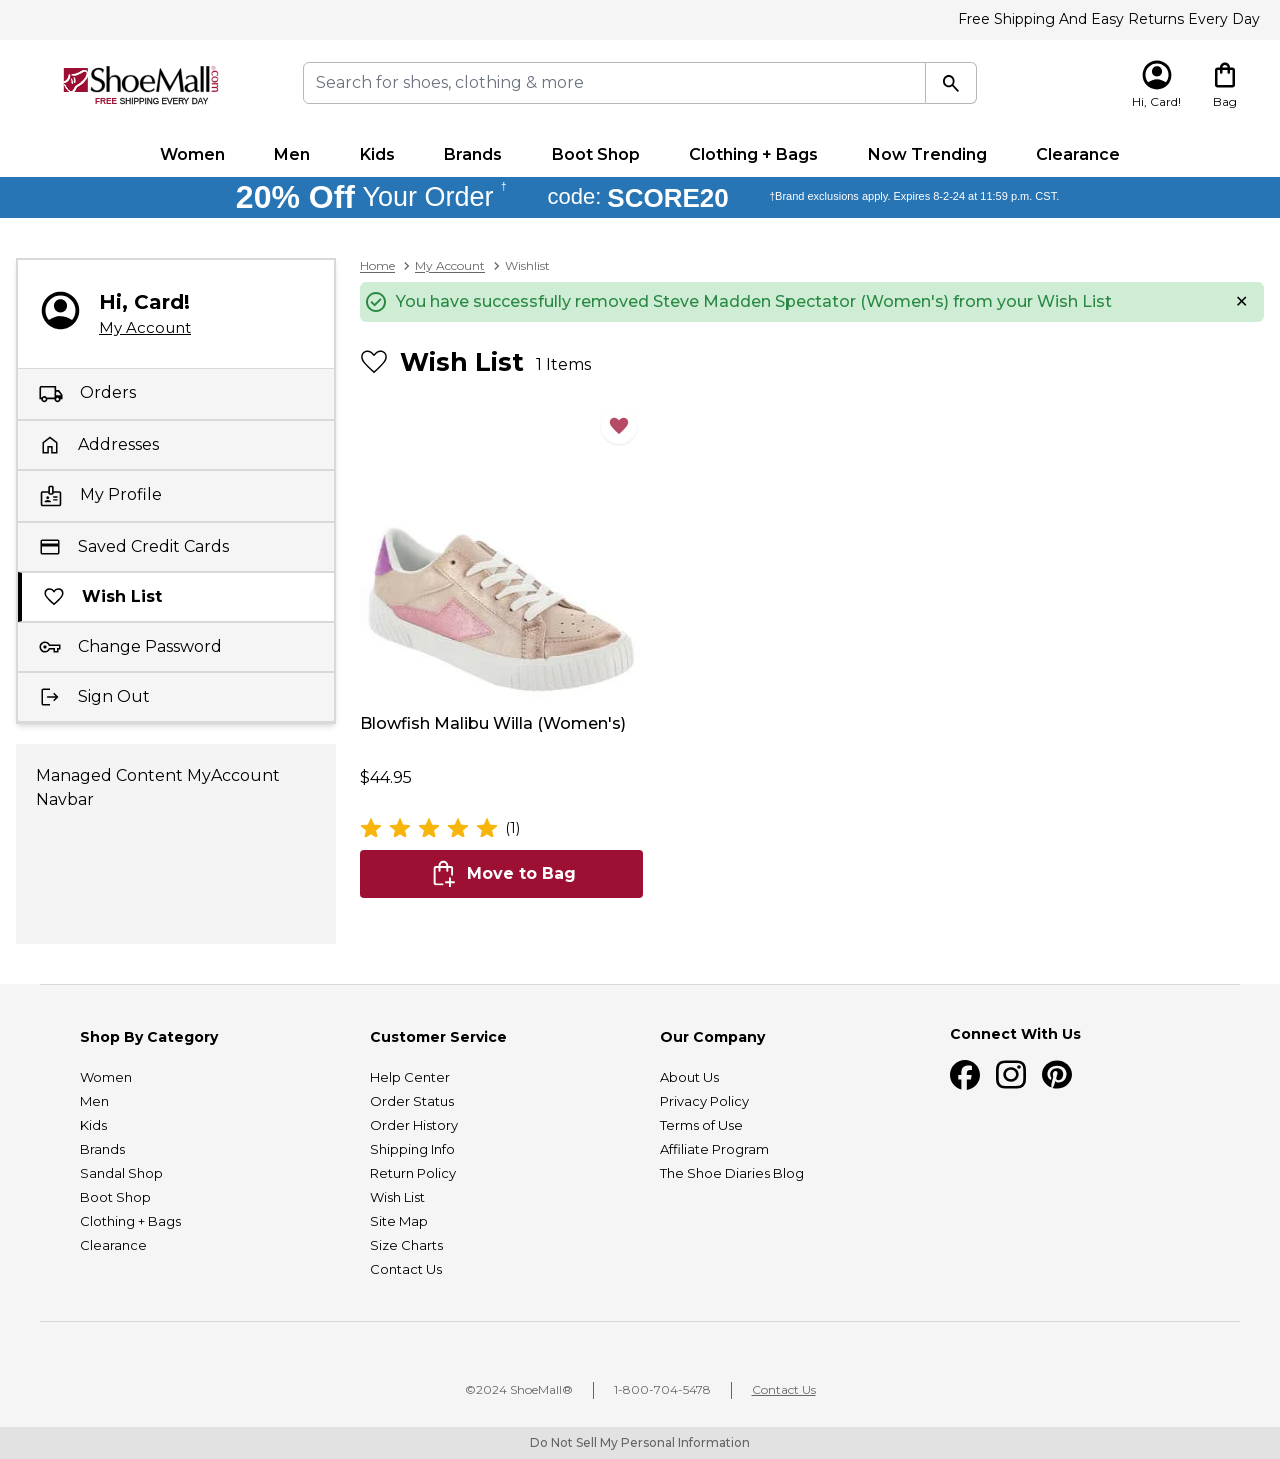 Free Shipping And Easy Returns Every Day
ShoeMall®.com
FREE SHIPPING EVERY DAY
Search for shoes, clothing & more
Hi, Card!
Bag
Women Men Kids Brands Boot Shop Clothing + Bags Now Trending Clearance
20% Off Your Order † code: SCORE20 †Brand exclusions apply. Expires 8-2-24 at 11:59 p.m. CST.
Hi, Card!
My Account
Orders
Addresses
My Profile
Saved Credit Cards
Wish List
Change Password
Sign Out
Managed Content MyAccount
Navbar
Home My Account Wishlist
You have successfully removed Steve Madden Spectator (Women's) from your Wish List
Wish List 1 Items
Blowfish Malibu Willa (Women's)
$44.95
(1)
Move to Bag
Shop By Category
Women
Men
Kids
Brands
Sandal Shop
Boot Shop
Clothing + Bags
Clearance
Customer Service
Help Center
Order Status
Order History
Shipping Info
Return Policy
Wish List
Site Map
Size Charts
Contact Us
Our Company
About Us
Privacy Policy
Terms of Use
Affiliate Program
The Shoe Diaries Blog
Connect With Us
©2024 ShoeMall® 1-800-704-5478 Contact Us
Do Not Sell My Personal Information